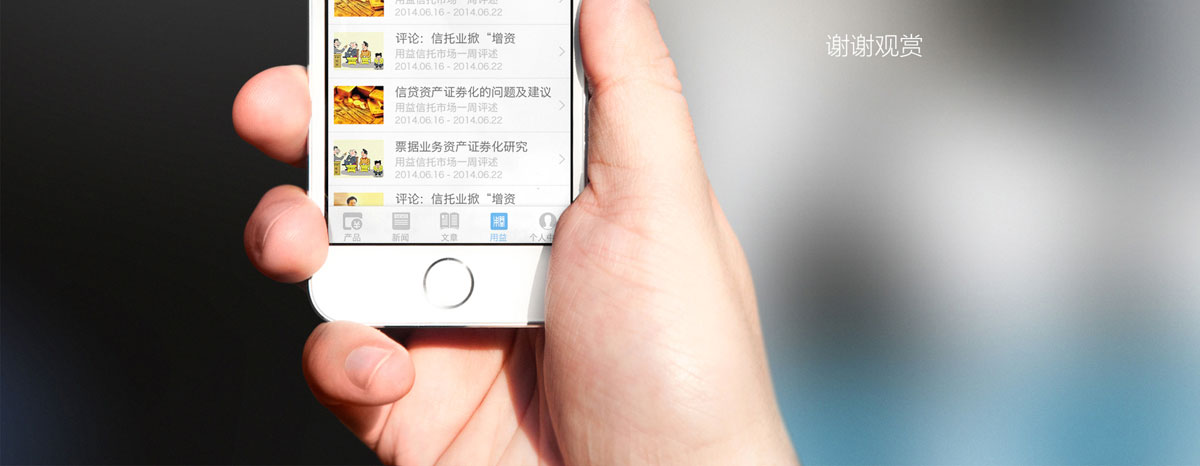 用益信托市场一周评述
2014.06.16 - 2014.06.22
评论：信托业掀“增资
用益信托市场一周评述
2014.06.16 - 2014.06.22
信贷资产证券化的问题及建议
用益信托市场一周评述
2014.06.16 - 2014.06.22
票据业务资产证券化研究
用益信托市场一周评述
2014.06.16 - 2014.06.22
评论：信托业掀“增资
产品 新闻 文章 用益 个人
谢谢观赏